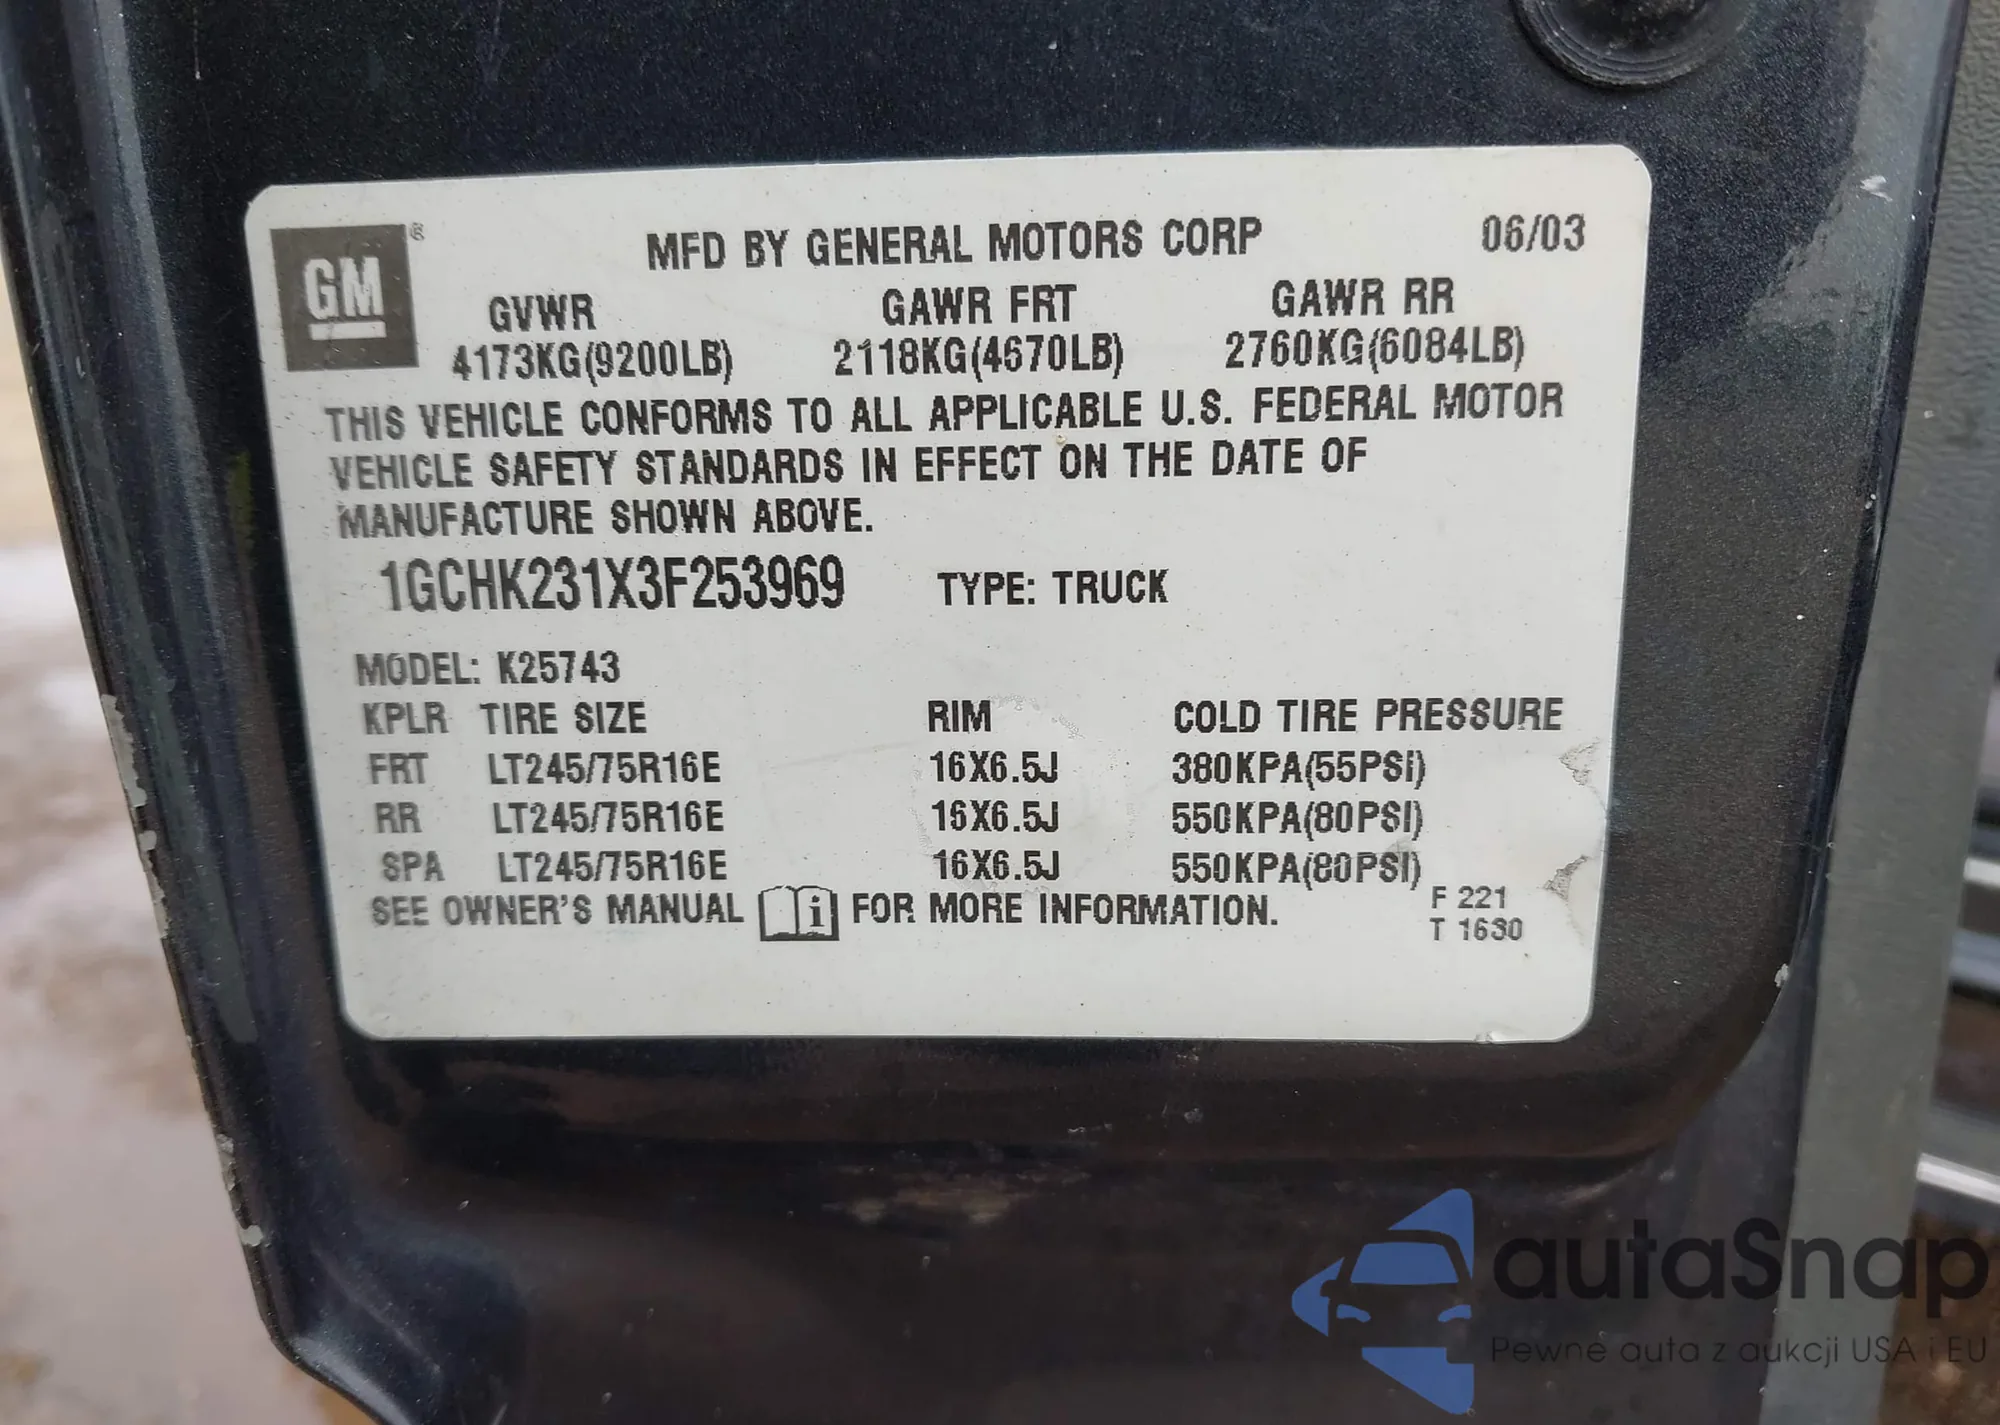 GM ®
MFD BY GENERAL MOTORS CORP 06/03
GVWR GAWR FRT GAWR RR
4173KG(9200LB) 2118KG(4670LB) 2760KG(6084LB)
THIS VEHICLE CONFORMS TO ALL APPLICABLE U.S. FEDERAL MOTOR
VEHICLE SAFETY STANDARDS IN EFFECT ON THE DATE OF
MANUFACTURE SHOWN ABOVE.
1GCHK231X3F253969 TYPE: TRUCK
MODEL: K25743
KPLR TIRE SIZE RIM COLD TIRE PRESSURE
FRT LT245/75R16E 16X6.5J 380KPA(55PSI)
RR LT245/75R16E 16X6.5J 550KPA(80PSI)
SPA LT245/75R16E 16X6.5J 550KPA(80PSI)
SEE OWNER'S MANUAL i FOR MORE INFORMATION.
F 221
T 1630
autaSnap
Pewne auta z aukcji USA i EU